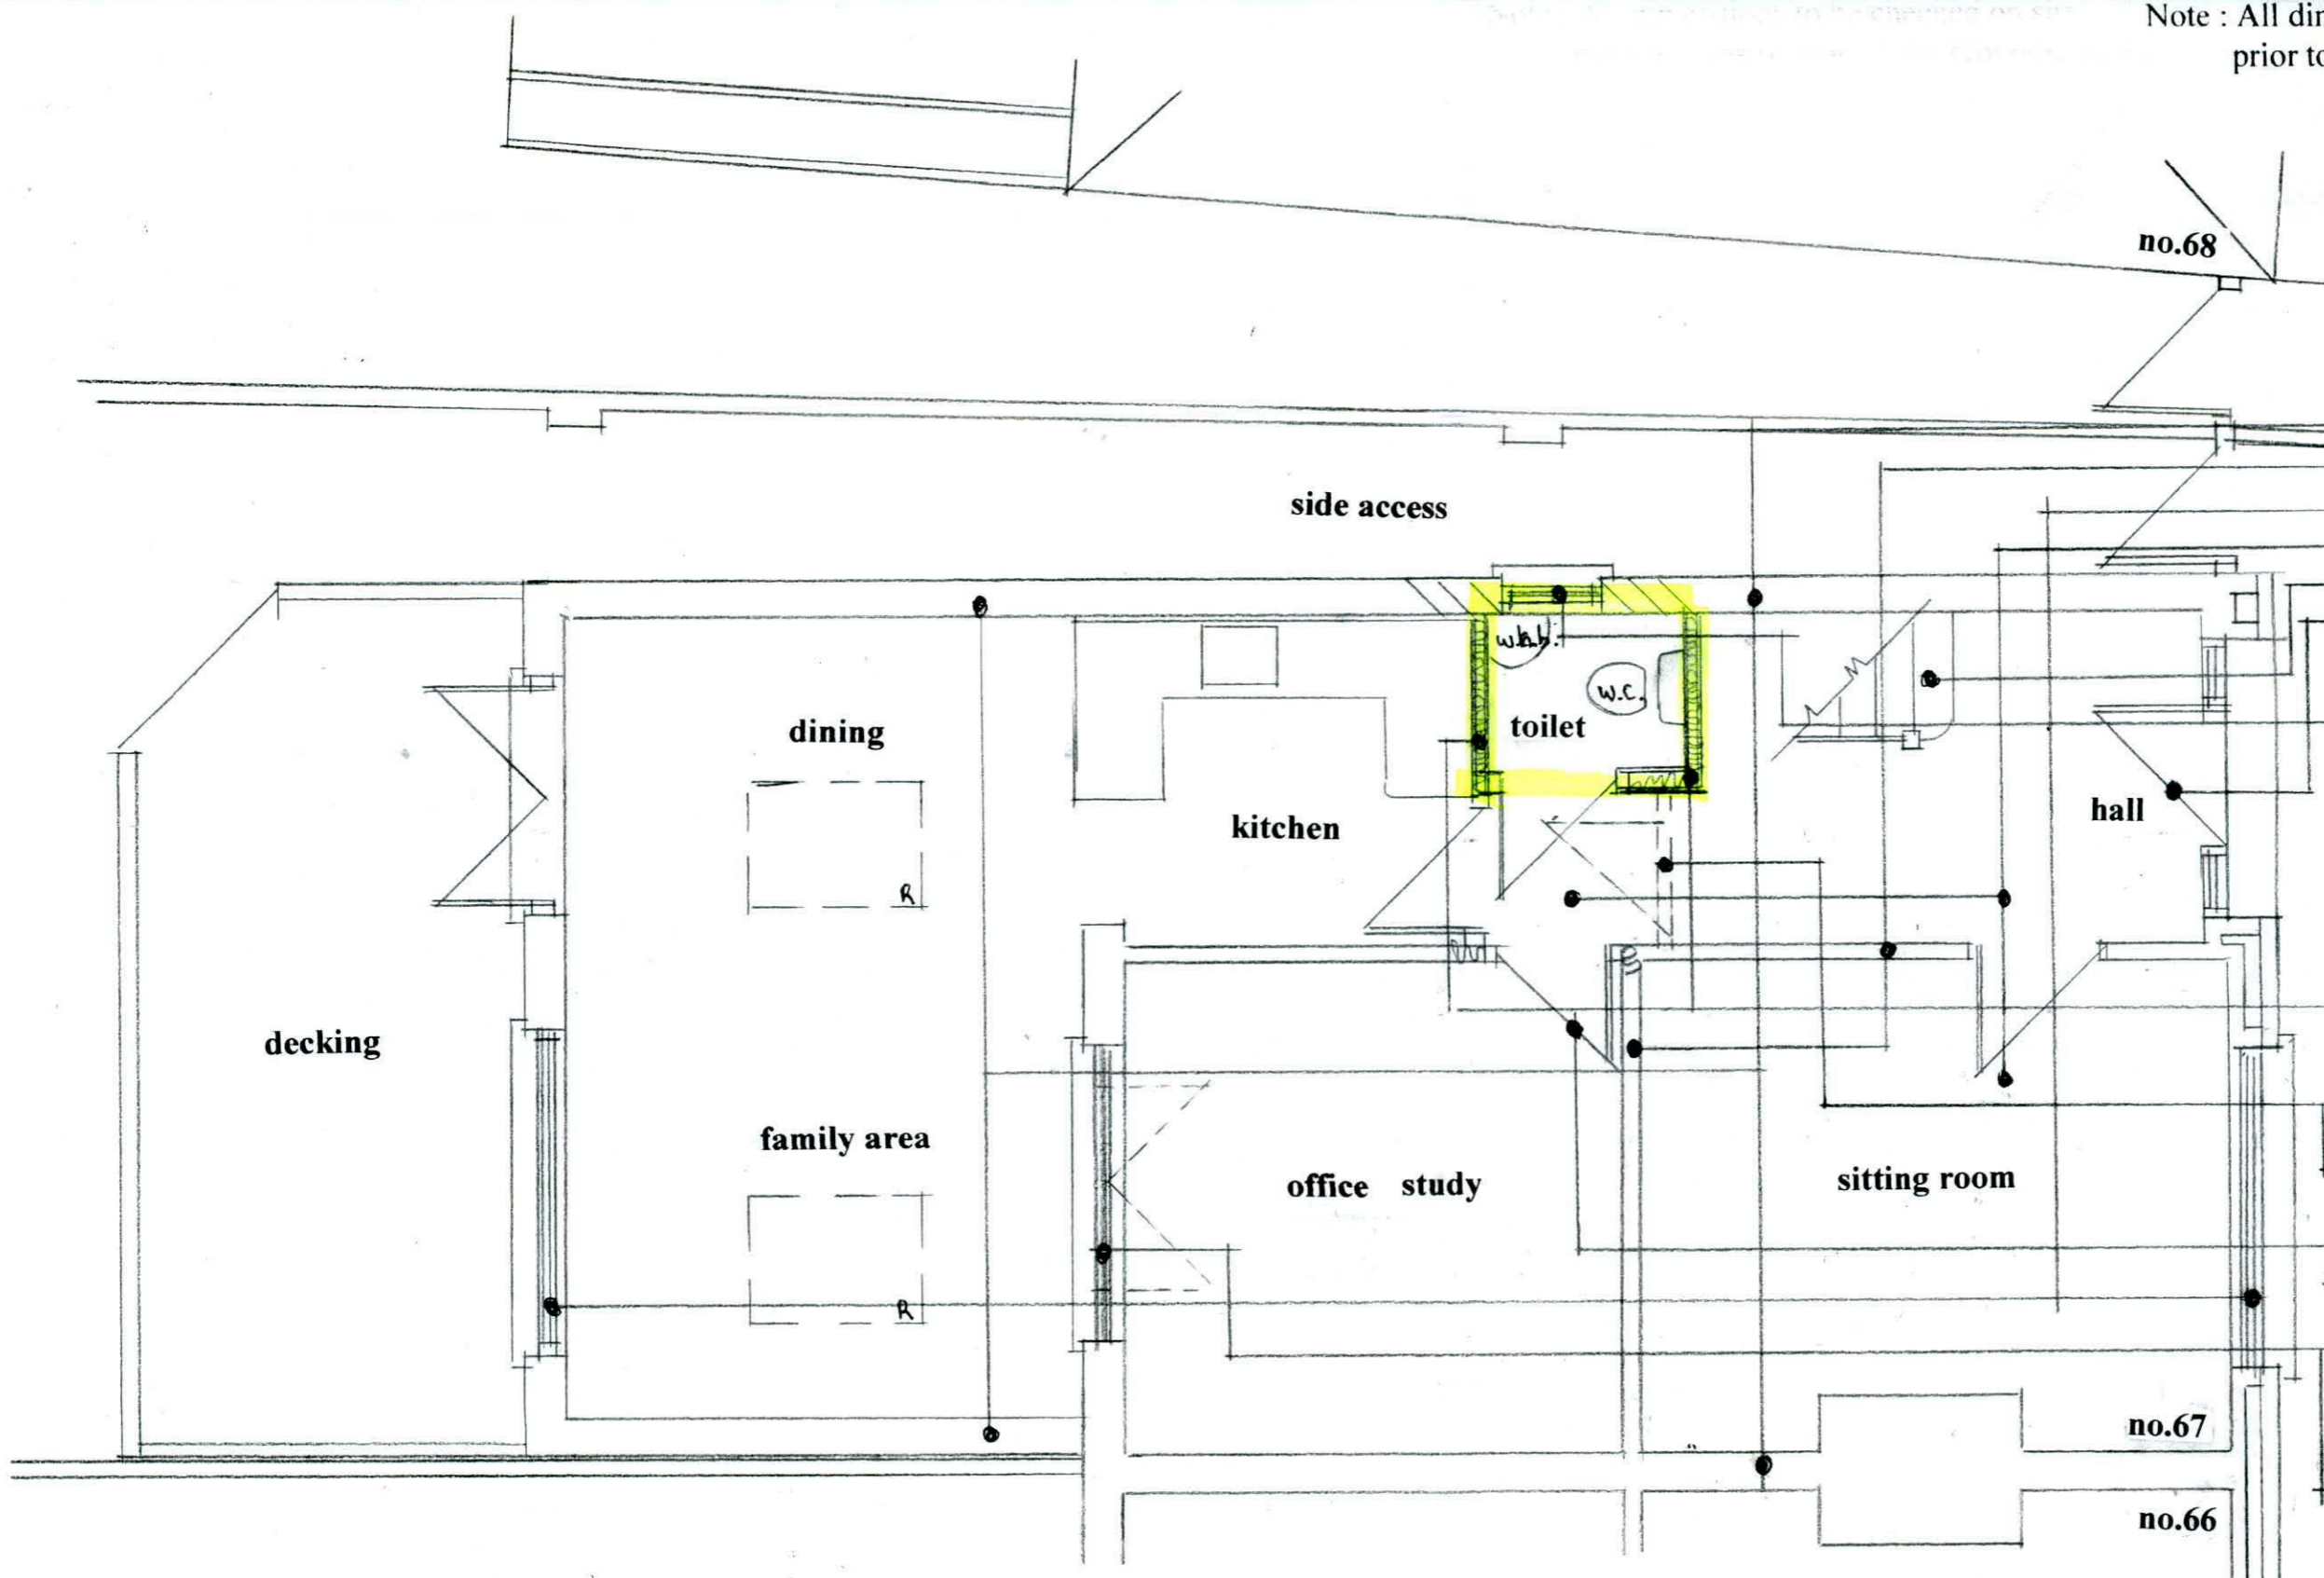 Note : All
prior to
no.68
side access
w.h.b.
w.c.
toilet
dining
R
kitchen
hall
decking
family area
R
office study
sitting room
no.67
no.66